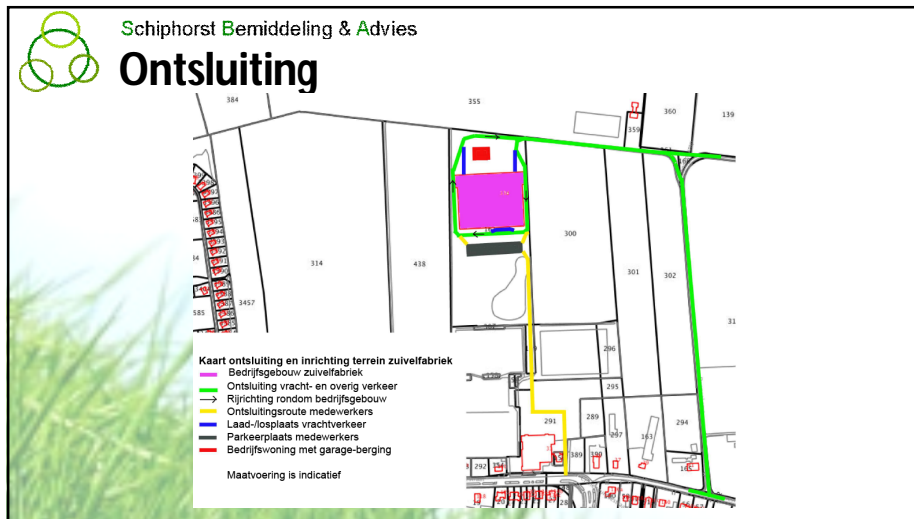 Schiphorst Bemiddeling & Advies
Ontsluiting
384
355
360
139
359
300
314
438
301
302
3457
585
296
295
291
289
297
163
294
292
389
390
Kaart ontsluiting en inrichting terrein zuivelfabriek
Bedrijfsgebouw zuivelfabriek
Ontsluiting vracht- en overig verkeer
Rijrichting rondom bedrijfsgebouw
Ontsluitingsroute medewerkers
Laad-/losplaats vrachtverkeer
Parkeerplaats medewerkers
Bedrijfswoning met garage-berging
Maatvoering is indicatief